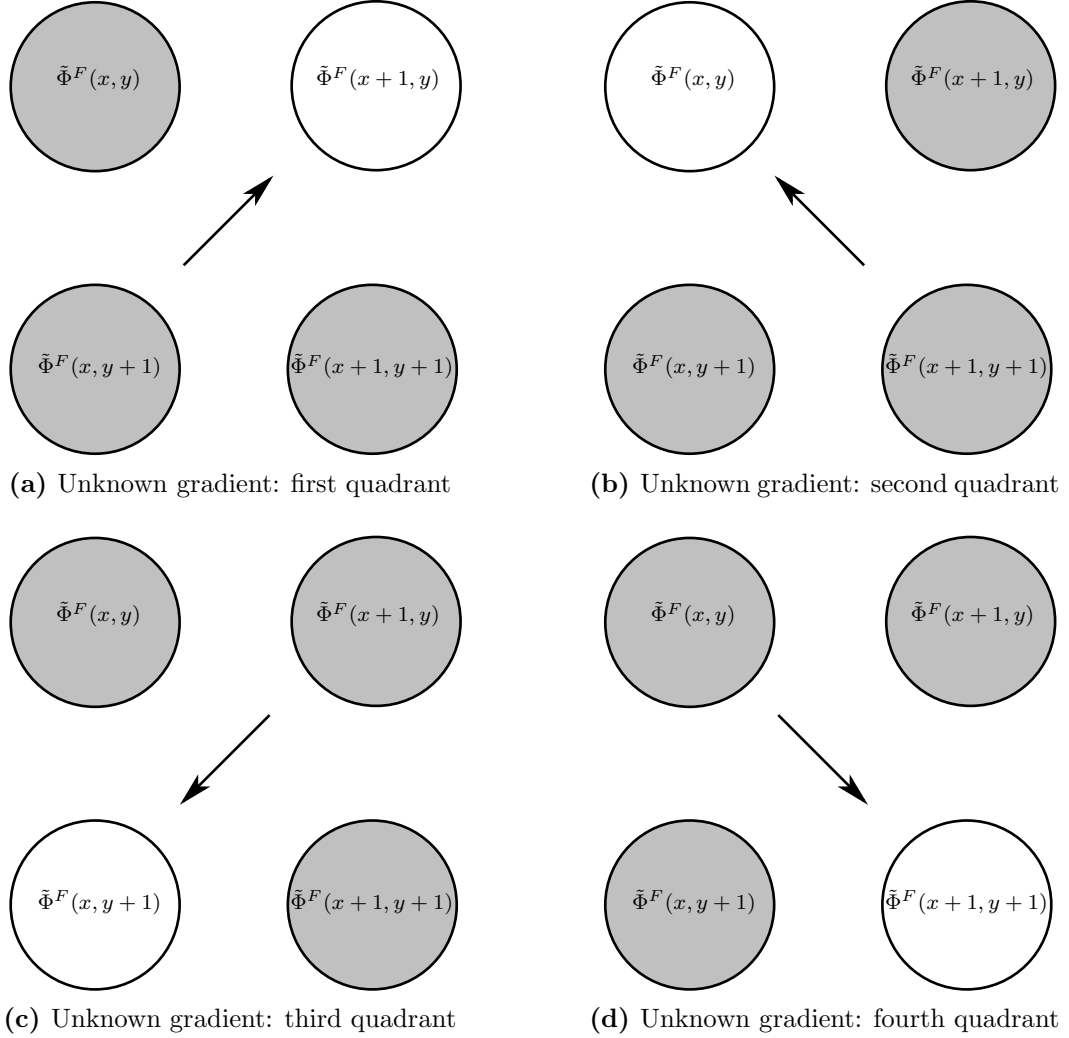 Φ̃^F(x, y)
Φ̃^F(x + 1, y)
Φ̃^F(x, y + 1)
Φ̃^F(x + 1, y + 1)
(a) Unknown gradient: first quadrant
Φ̃^F(x, y)
Φ̃^F(x + 1, y)
Φ̃^F(x, y + 1)
Φ̃^F(x + 1, y + 1)
(b) Unknown gradient: second quadrant
Φ̃^F(x, y)
Φ̃^F(x + 1, y)
Φ̃^F(x, y + 1)
Φ̃^F(x + 1, y + 1)
(c) Unknown gradient: third quadrant
Φ̃^F(x, y)
Φ̃^F(x + 1, y)
Φ̃^F(x, y + 1)
Φ̃^F(x + 1, y + 1)
(d) Unknown gradient: fourth quadrant